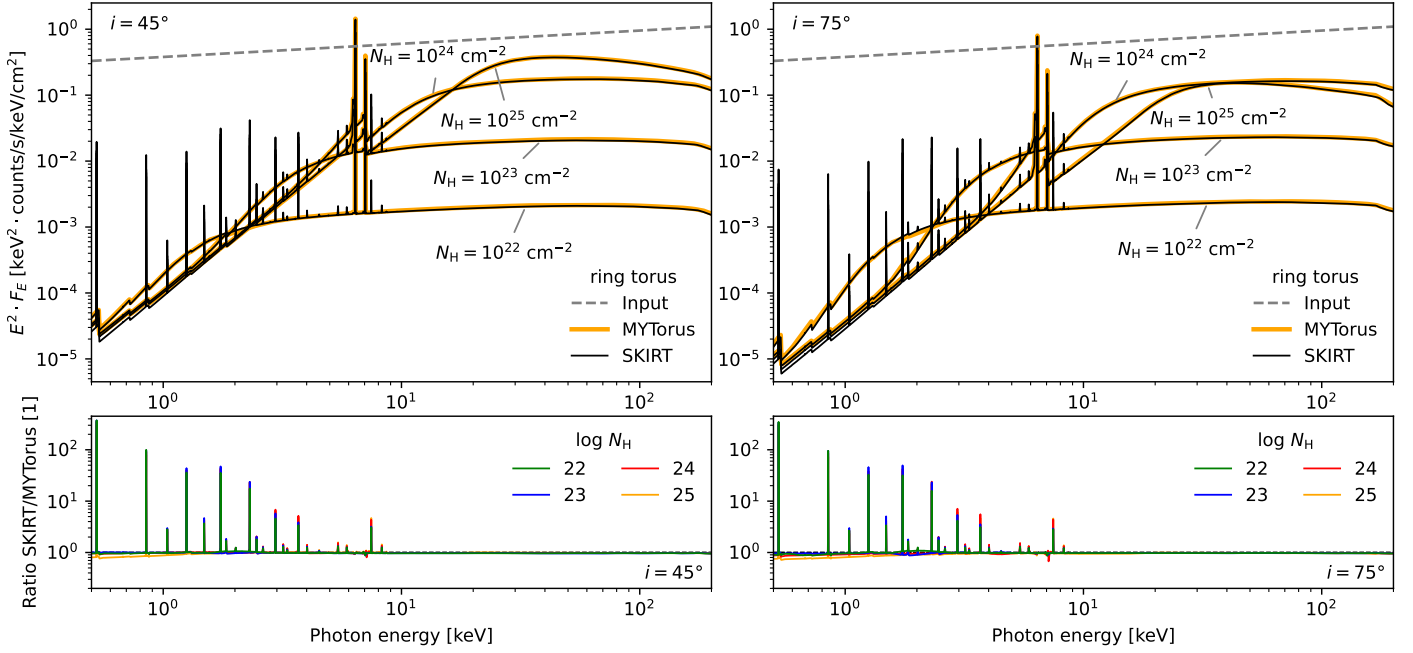 i = 45°
N_H = 10^24 cm^−2
N_H = 10^25 cm^−2
N_H = 10^23 cm^−2
N_H = 10^22 cm^−2
ring torus
Input
MYTorus
SKIRT
10^0
10^−1
10^−2
10^−3
10^−4
10^−5
E^2 · F_E [keV^2 · counts/s/keV/cm^2]
10^0
10^1
10^2
i = 75°
N_H = 10^24 cm^−2
N_H = 10^25 cm^−2
N_H = 10^23 cm^−2
N_H = 10^22 cm^−2
ring torus
Input
MYTorus
SKIRT
10^0
10^−1
10^−2
10^−3
10^−4
10^−5
10^0
10^1
10^2
Ratio SKIRT/MYTorus [1]
10^2
10^1
10^0
log N_H
22
24
23
25
i = 45°
10^0
10^1
10^2
Photon energy [keV]
10^2
10^1
10^0
log N_H
22
24
23
25
i = 75°
10^0
10^1
10^2
Photon energy [keV]